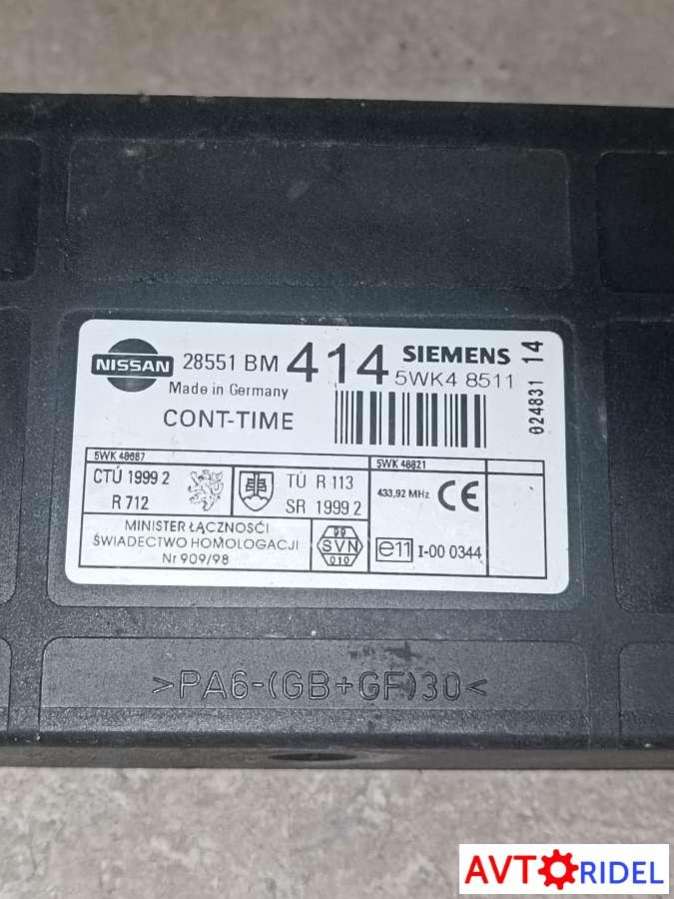 NISSAN
28551 BM 414
Made in Germany
CONT-TIME
SIEMENS
5WK4 8511
024831 14
5WK 48687
CTÚ 1999 2
R 712
TÚ R 113
SR 1999 2
5WK 48821
433,92 MHz CE
MINISTER ŁĄCZNOŚCI
ŚWIADECTWO HOMOLOGACJI
Nr 909/98
99
SVN
010
e11 I-00 0344
>PA6-(GB+GF)30<
AVTORIDEL